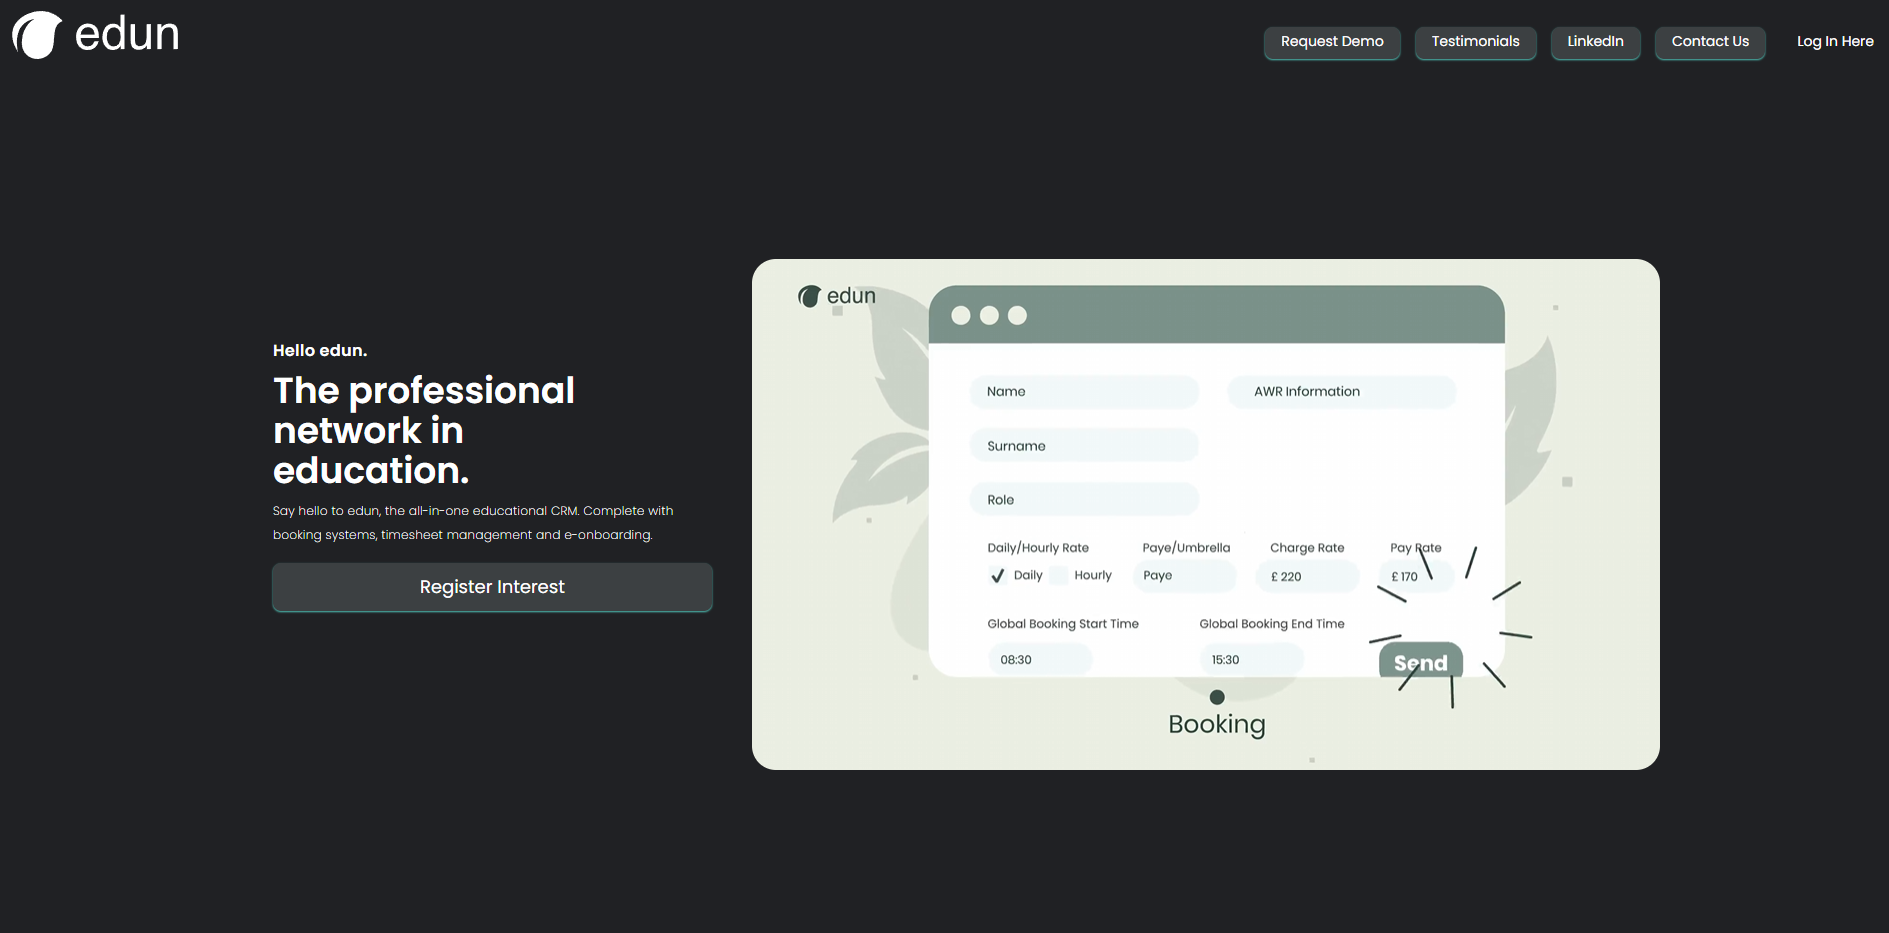 edun
Request Demo
Testimonials
LinkedIn
Contact Us
Log In Here
Hello edun.
The professional
network in
education.
Say hello to edun, the all-in-one educational CRM. Complete with
booking systems, timesheet management and e-onboarding.
Register Interest
edun
Name
AWR Information
Surname
Role
Daily/Hourly Rate
Paye/Umbrella
Charge Rate
Pay Rate
Daily
Hourly
Paye
£ 220
£ 170
Global Booking Start Time
Global Booking End Time
08:30
15:30
Send
Booking